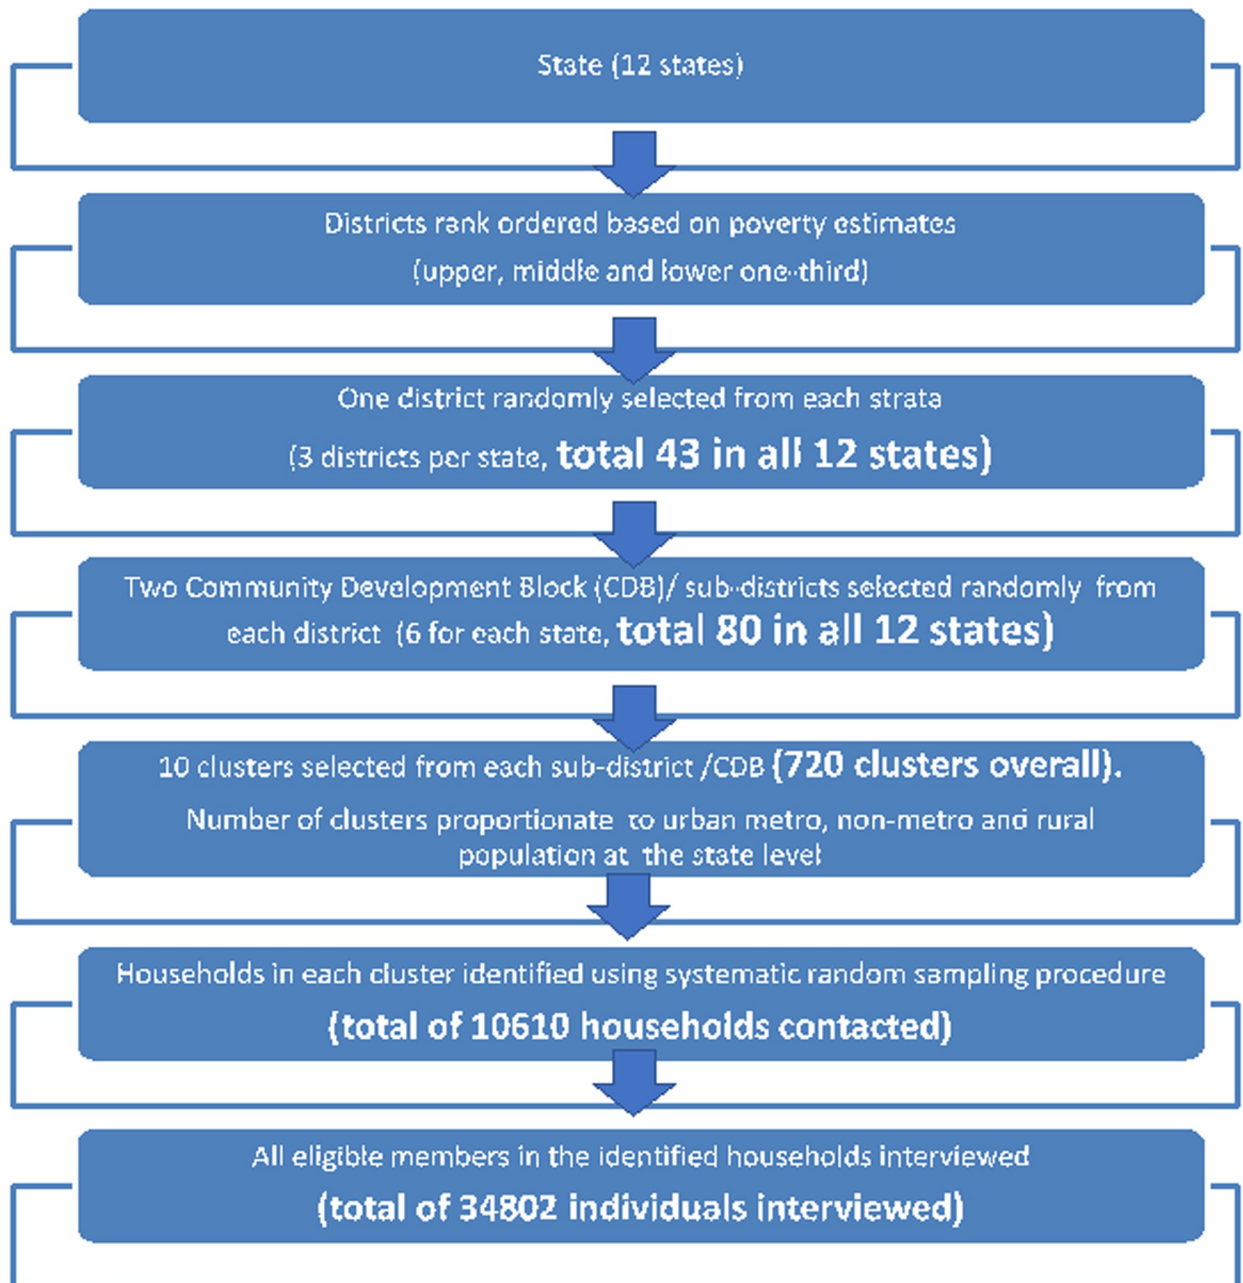 State (12 states)
Districts rank ordered based on poverty estimates
(upper, middle and lower one-third)
One district randomly selected from each strata
(3 districts per state, total 43 in all 12 states)
Two Community Development Block (CDB)/ sub-districts selected randomly from
each district (6 for each state, total 80 in all 12 states)
10 clusters selected from each sub-district /CDB (720 clusters overall).
Number of clusters proportionate to urban metro, non-metro and rural
population at the state level
Households in each cluster identified using systematic random sampling procedure
(total of 10610 households contacted)
All eligible members in the identified households interviewed
(total of 34802 individuals interviewed)